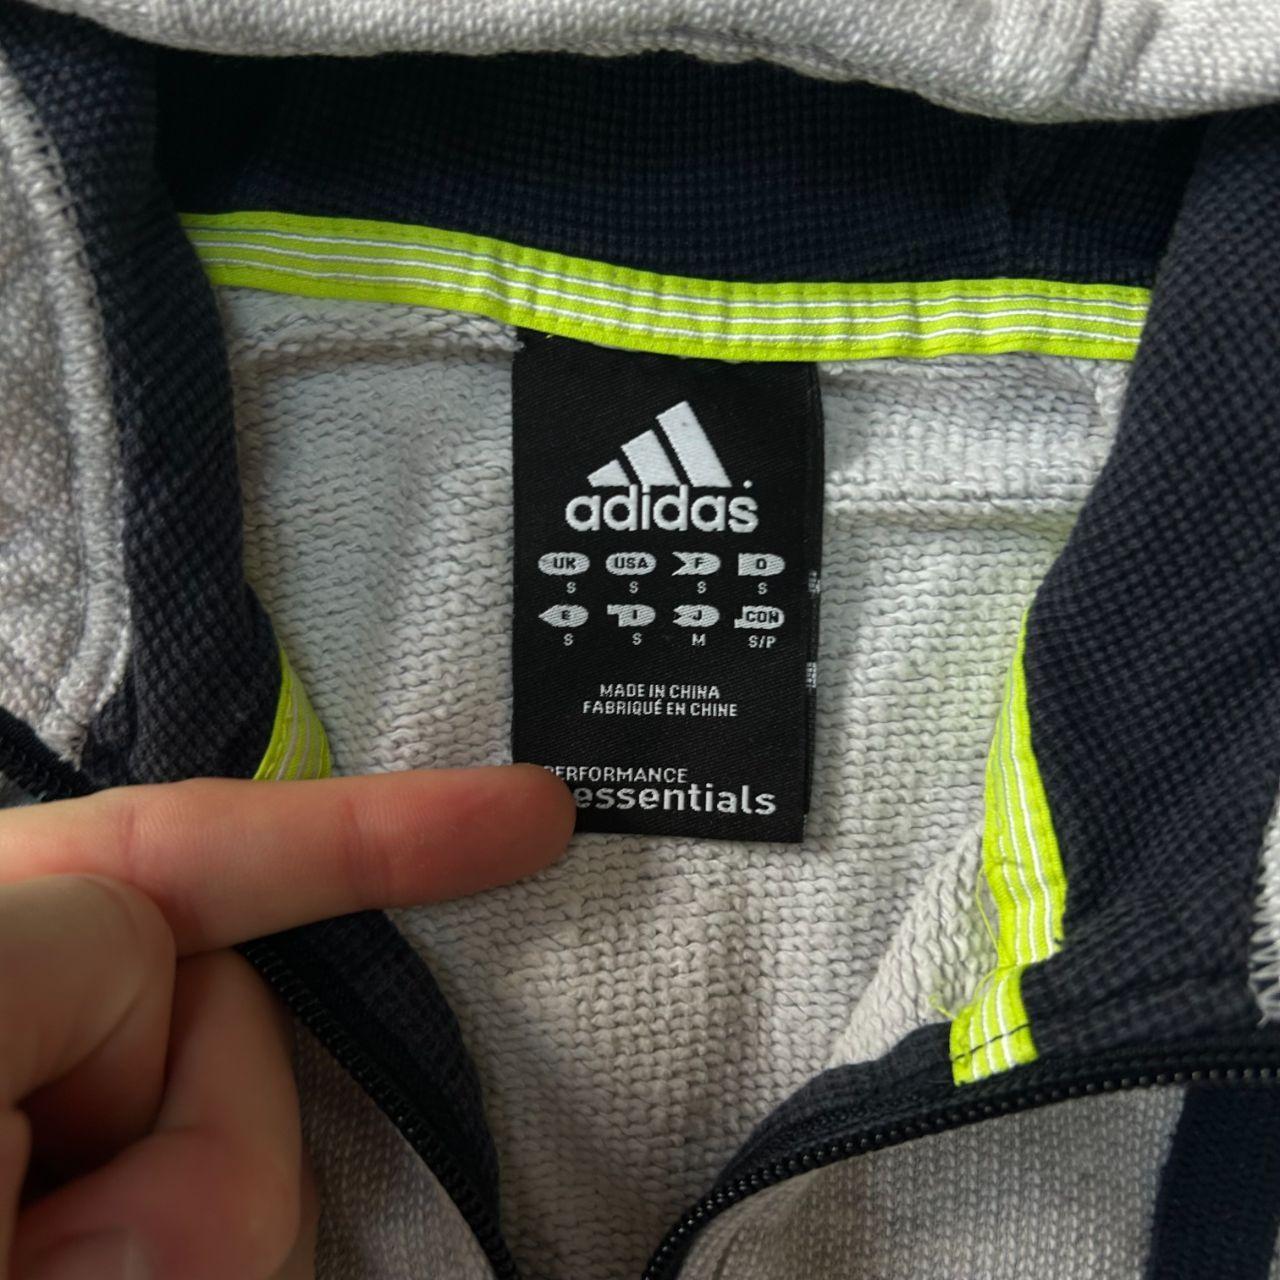 adidas
UK USA F D
S S S S
E I J CDN
S S M S/P
MADE IN CHINA
FABRIQUÉ EN CHINE
PERFORMANCE
essentials